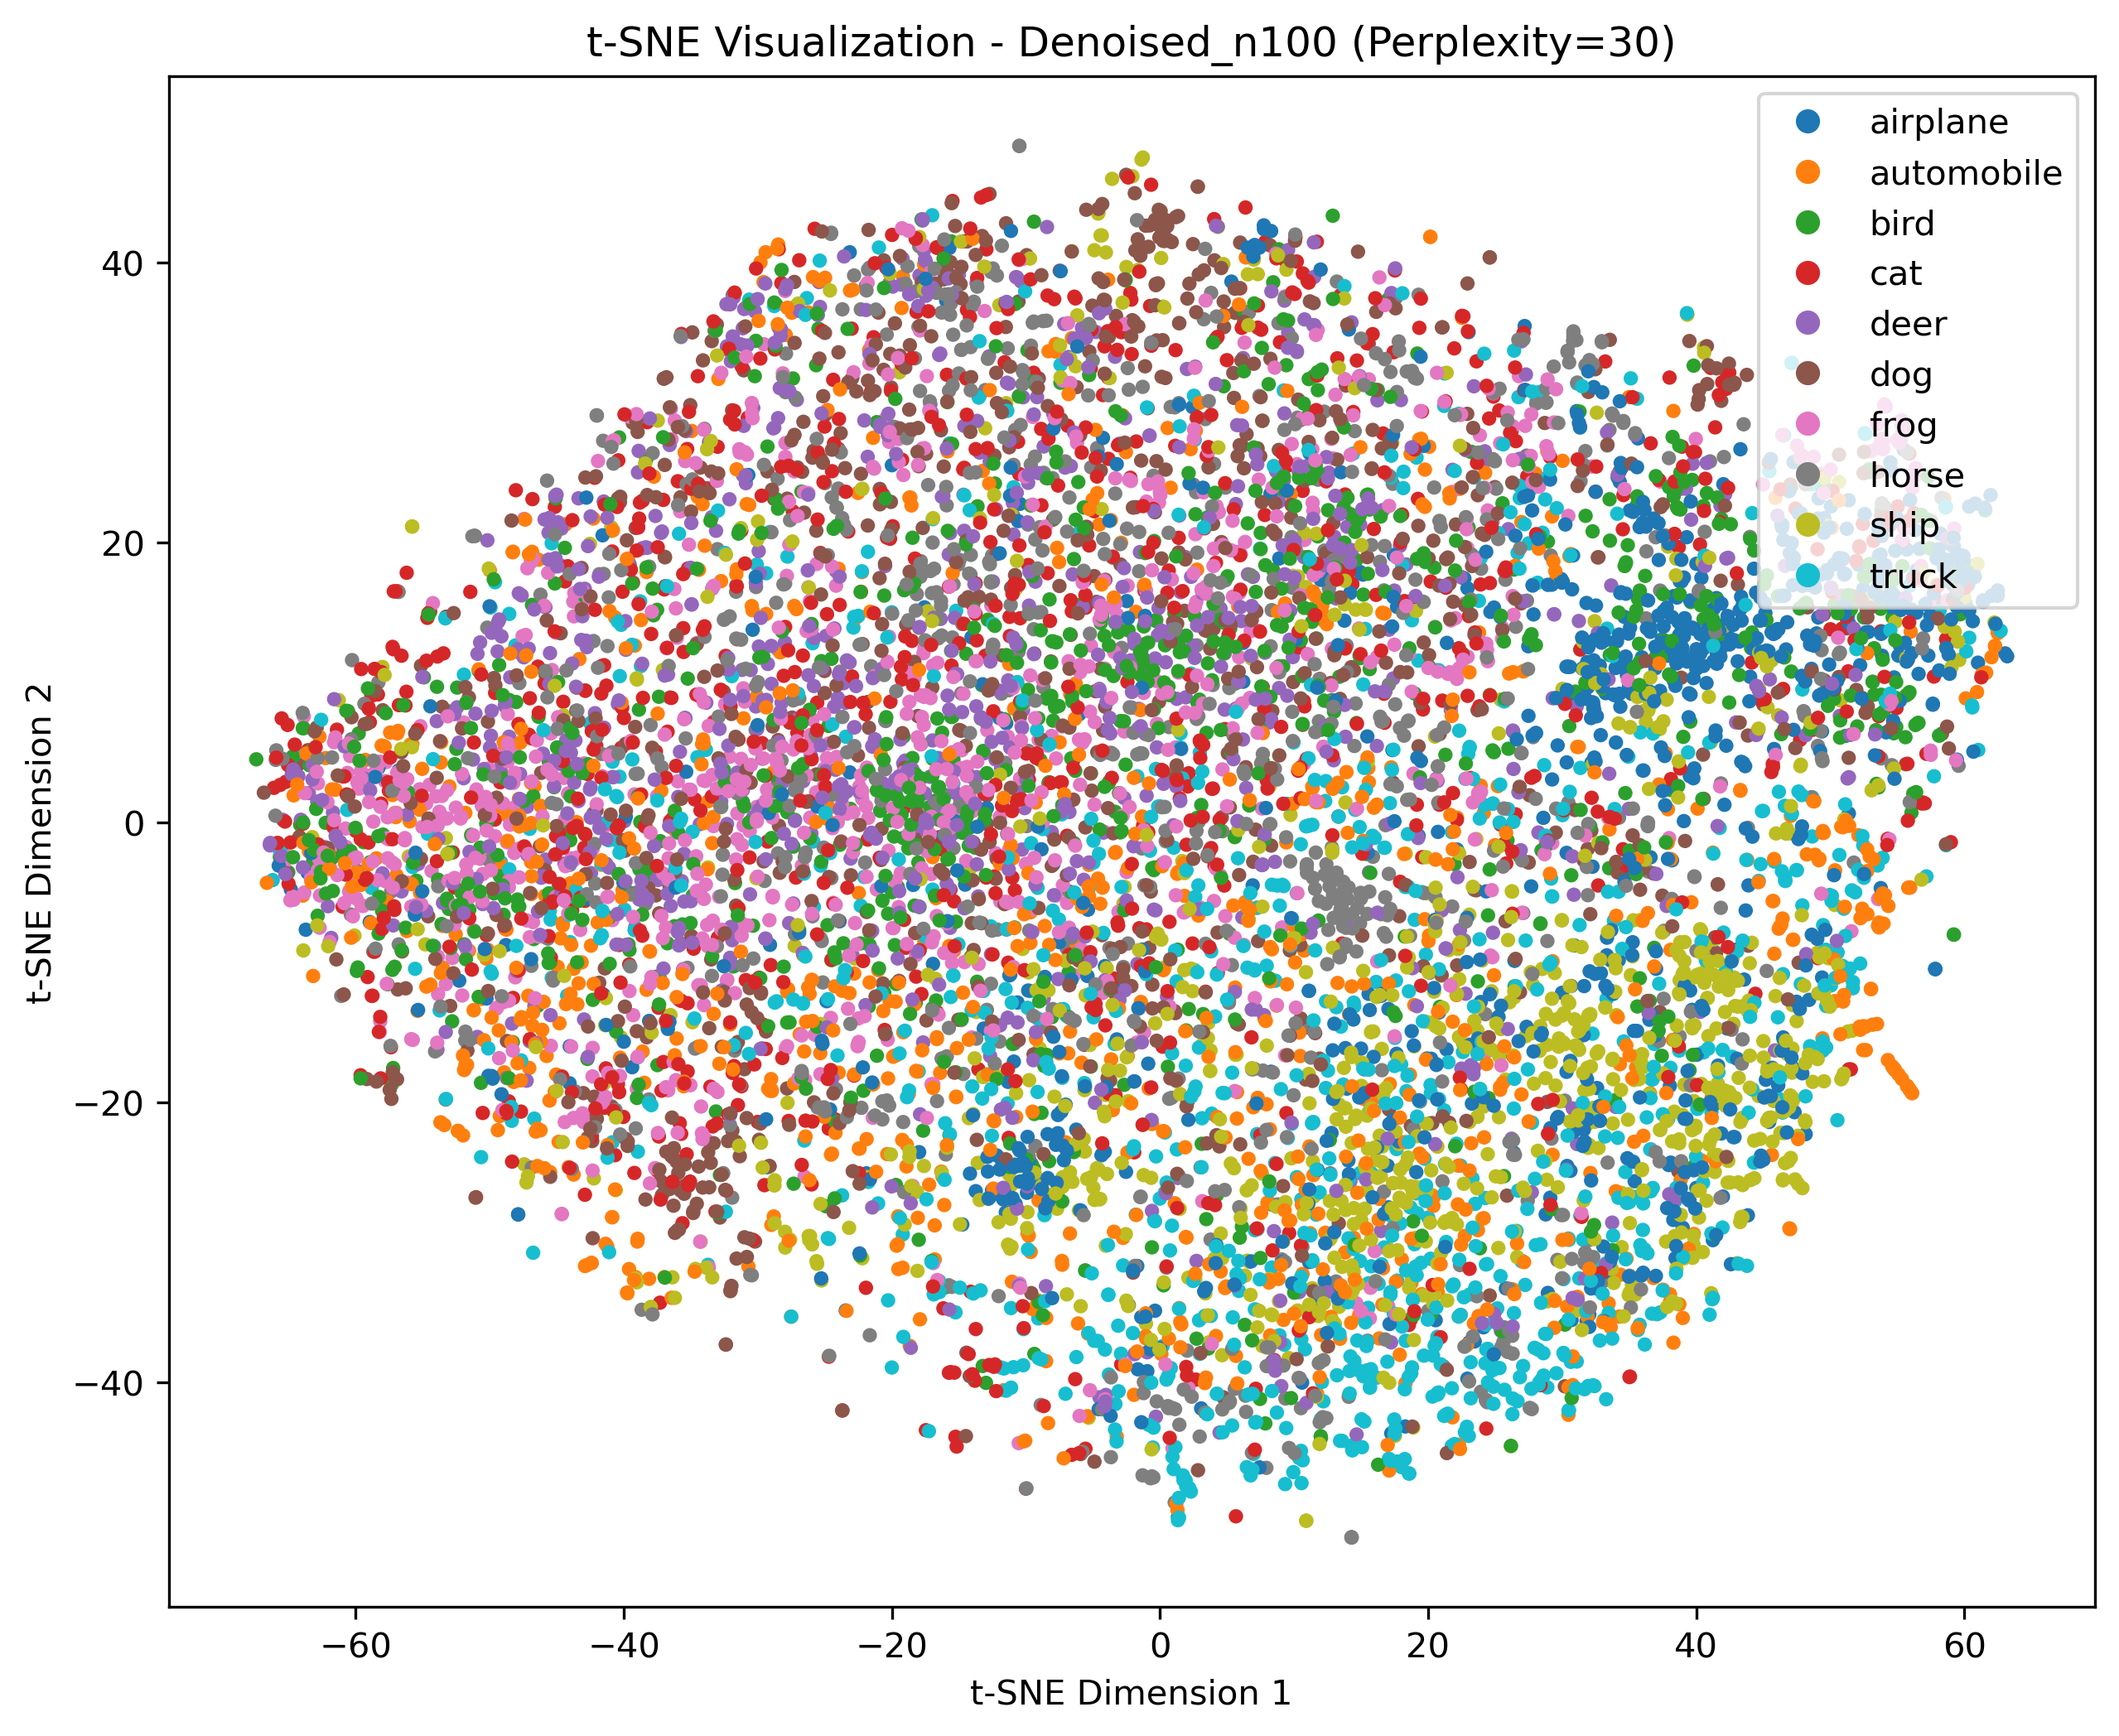 t-SNE Visualization - Denoised_n100 (Perplexity=30)
airplane
automobile
bird
cat
deer
dog
frog
horse
ship
truck
40
20
0
−20
−40
t-SNE Dimension 2
−60
−40
−20
0
20
40
60
t-SNE Dimension 1